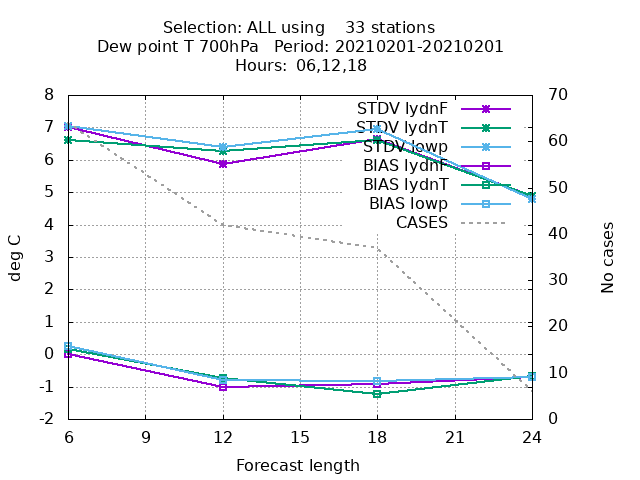 Selection: ALL using    33 stations
Dew point T 700hPa   Period: 20210201-20210201
Hours: 06,12,18
8
7
6
5
4
3
2
1
0
-1
-2
70
60
50
40
30
20
10
0
STDV lydnF
STDV lydnT
STDV lowp
BIAS lydnF
BIAS lydnT
BIAS lowp
CASES
deg C
No cases
6
9
12
15
18
21
24
Forecast length